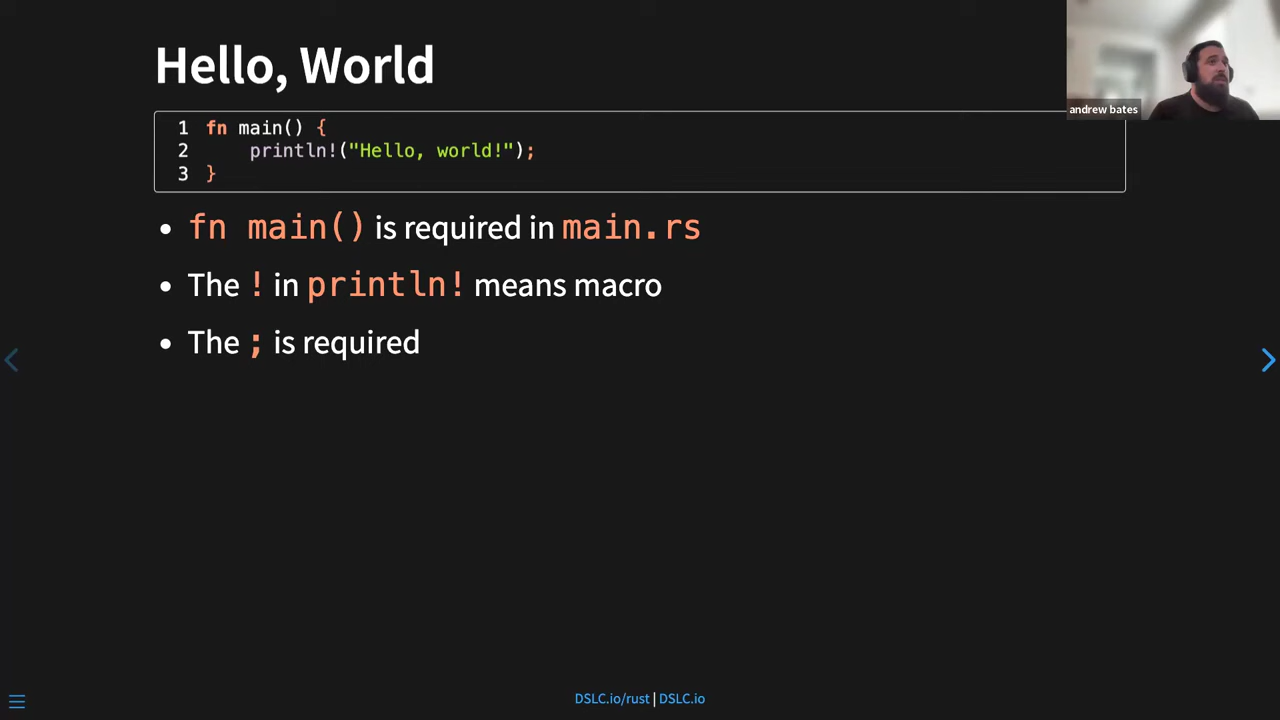 Hello, World
andrew bates
1 fn main() {
2     println!("Hello, world!");
3 }
• fn main() is required in main.rs
• The ! in println! means macro
• The ; is required
DSLC.io/rust | DSLC.io